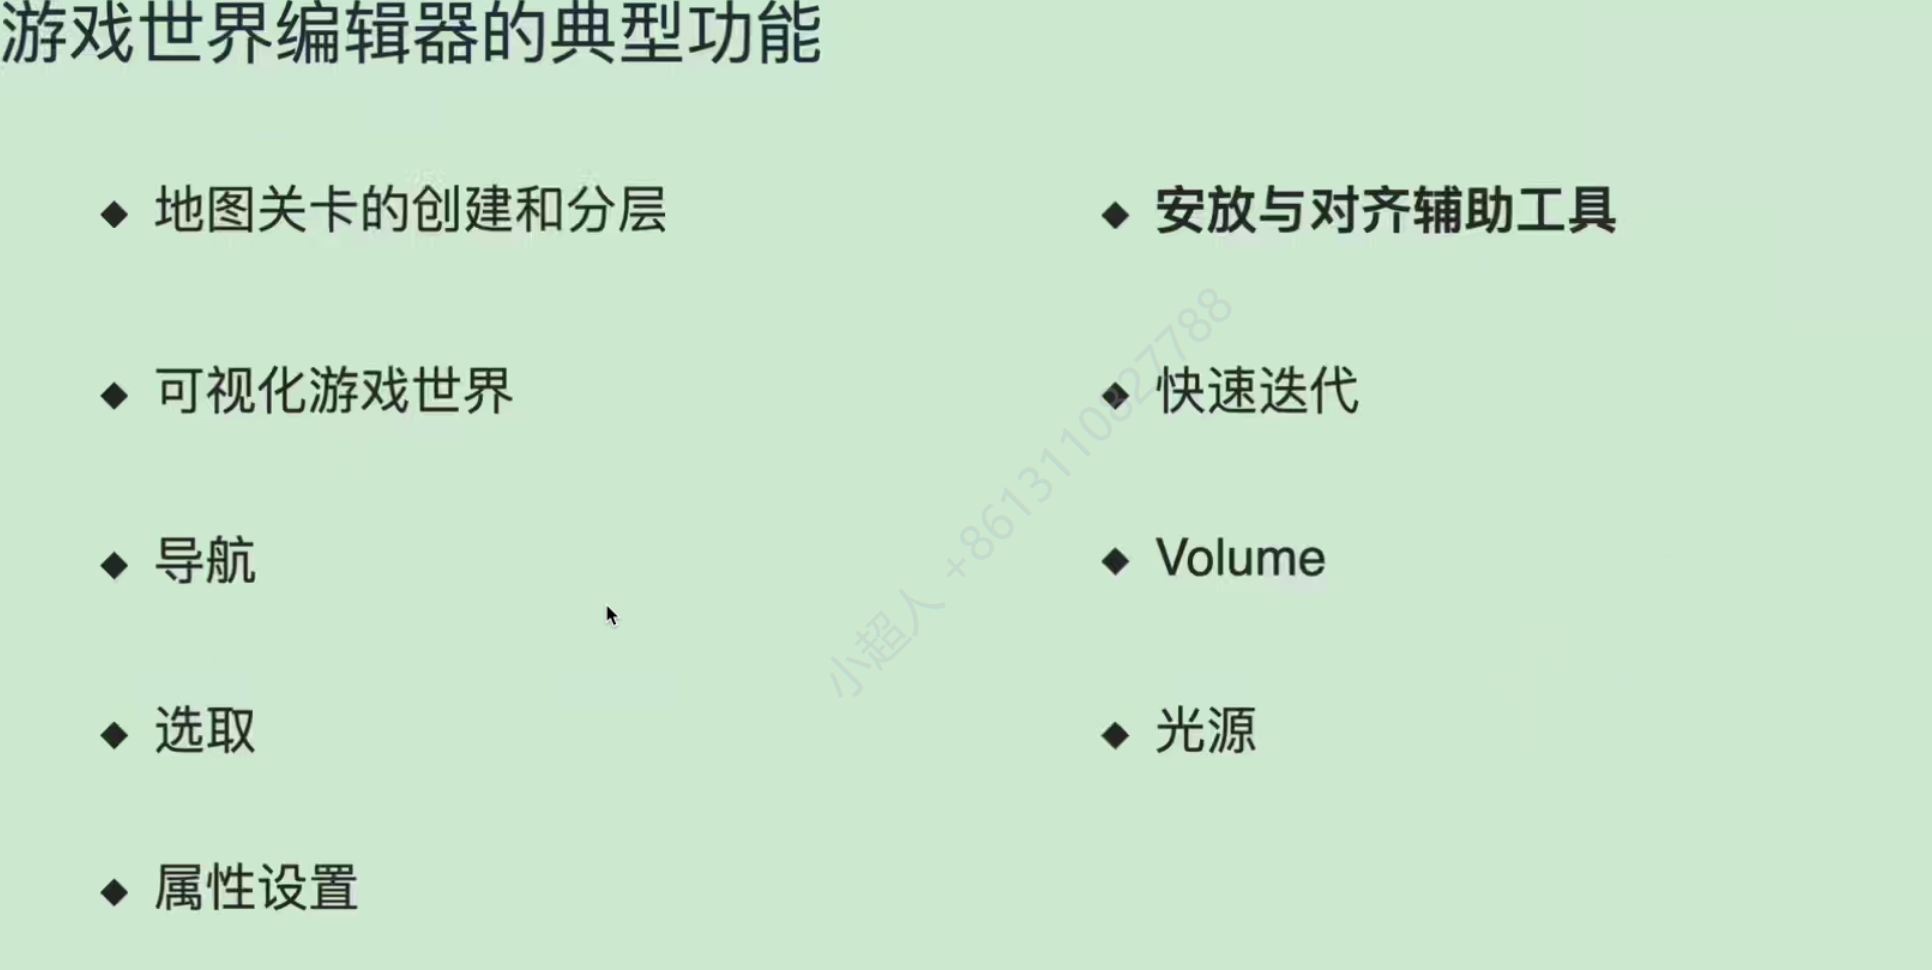 游戏世界编辑器的典型功能
◆ 地图关卡的创建和分层
◆ 可视化游戏世界
◆ 导航
◆ 选取
◆ 属性设置
◆ 安放与对齐辅助工具
◆ 快速迭代
◆ Volume
◆ 光源
小超人 +8613110827788